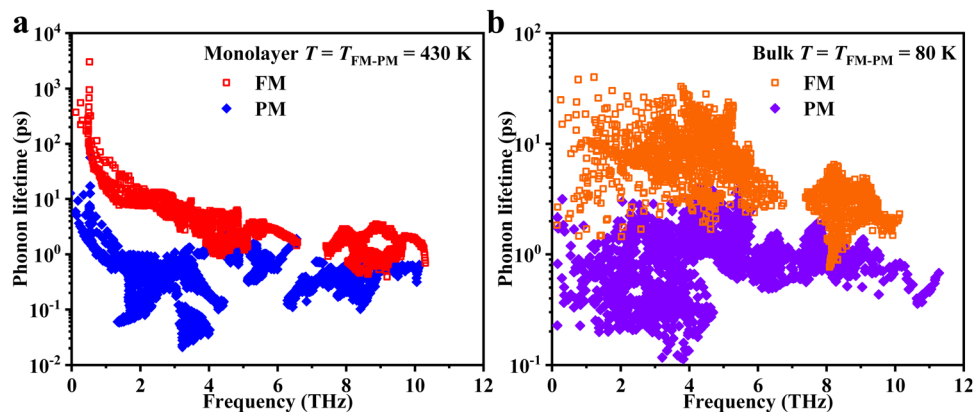 a
Monolayer T = T_FM-PM = 430 K
FM
PM
Phonon lifetime (ps)
10^4
10^3
10^2
10^1
10^0
10^-1
10^-2
0 2 4 6 8 10 12
Frequency (THz)
b
Bulk T = T_FM-PM = 80 K
FM
PM
Phonon lifetime (ps)
10^2
10^1
10^0
10^-1
0 2 4 6 8 10 12
Frequency (THz)